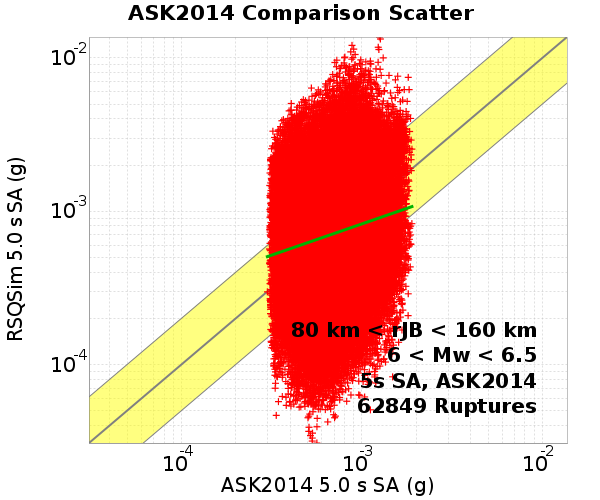 ASK2014 Comparison Scatter
RSQSim 5.0 s SA (g)
10-2
10-3
10-4
80 km < rJB < 160 km
6 < Mw < 6.5
5s SA, ASK2014
62849 Ruptures
10-4
10-3
10-2
ASK2014 5.0 s SA (g)